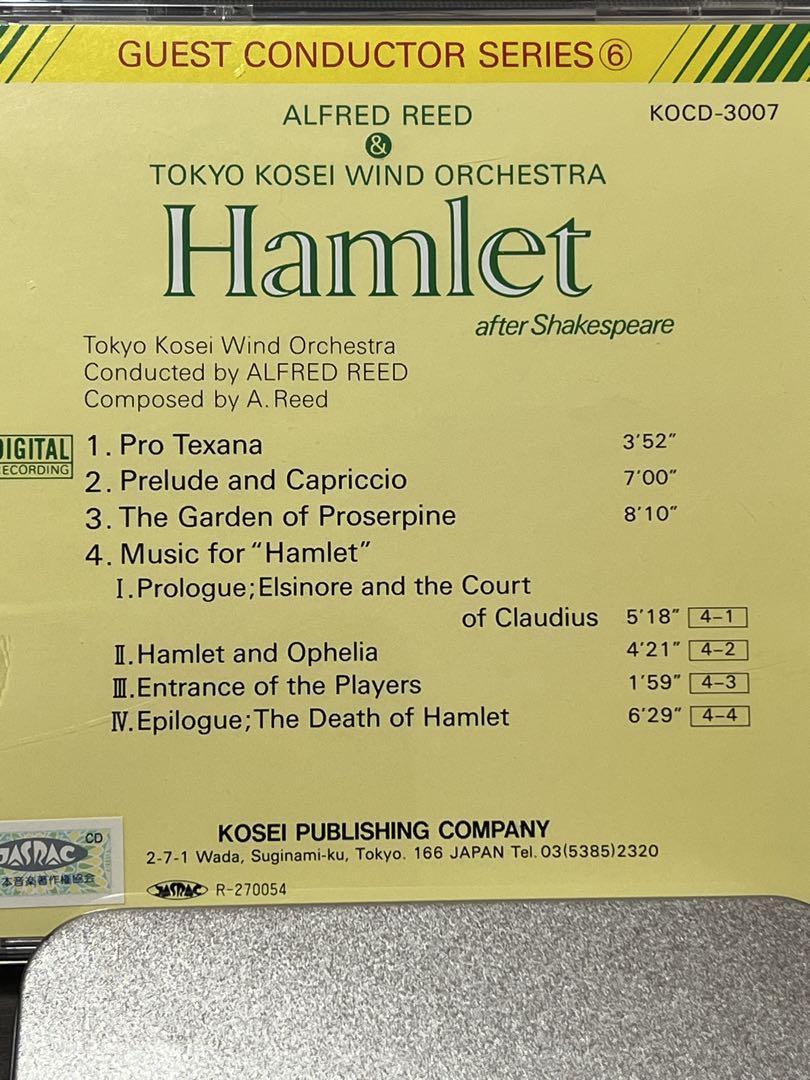 GUEST CONDUCTOR SERIES⑥
ALFRED REED
KOCD-3007
&
TOKYO KOSEI WIND ORCHESTRA
Hamlet
after Shakespeare
Tokyo Kosei Wind Orchestra
Conducted by ALFRED REED
Composed by A. Reed
DIGITAL
RECORDING
1. Pro Texana 3'52"
2. Prelude and Capriccio 7'00"
3. The Garden of Proserpine 8'10"
4. Music for "Hamlet"
Ⅰ. Prologue; Elsinore and the Court
of Claudius 5'18" 4-1
Ⅱ. Hamlet and Ophelia 4'21" 4-2
Ⅲ. Entrance of the Players 1'59" 4-3
Ⅳ. Epilogue; The Death of Hamlet 6'29" 4-4
CD
JASRAC
本音楽著作権協会
KOSEI PUBLISHING COMPANY
2-7-1 Wada, Suginami-ku, Tokyo. 166 JAPAN Tel. 03(5385)2320
JASRAC R-270054